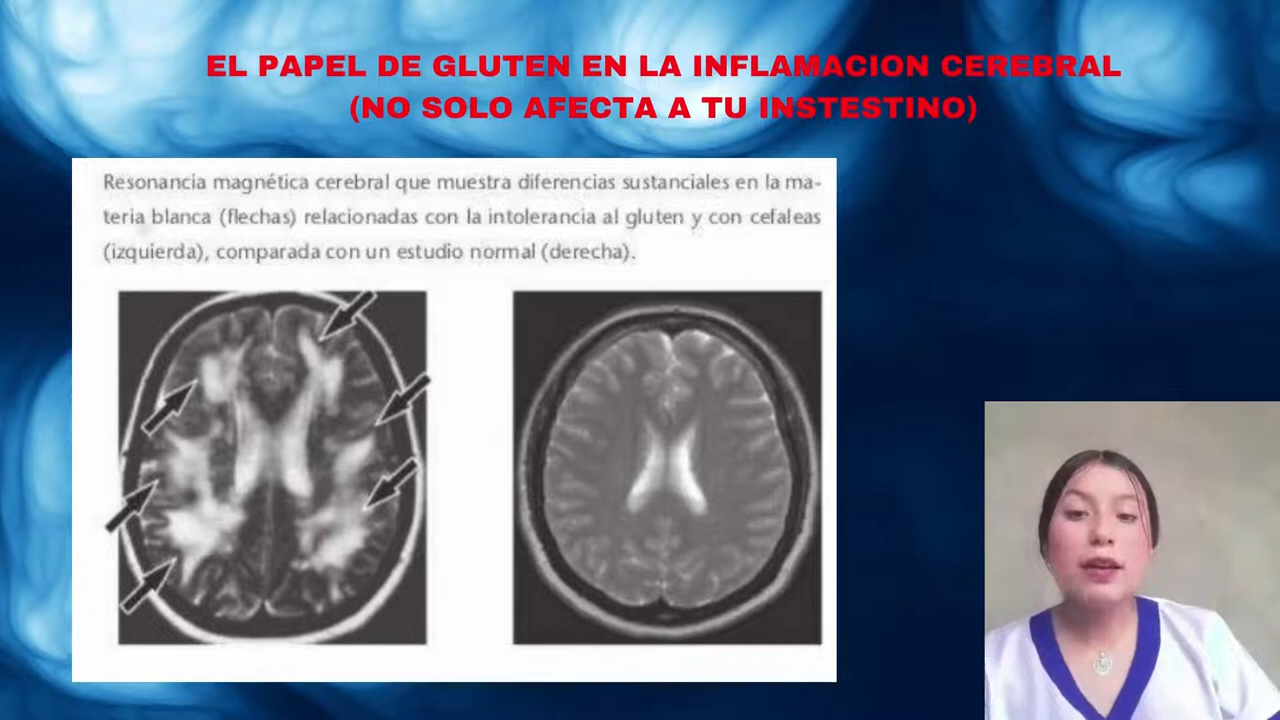 EL PAPEL DE GLUTEN EN LA INFLAMACION CEREBRAL
(NO SOLO AFECTA A TU INSTESTINO)
Resonancia magnética cerebral que muestra diferencias sustanciales en la ma-
teria blanca (flechas) relacionadas con la intolerancia al gluten y con cefaleas
(izquierda), comparada con un estudio normal (derecha).